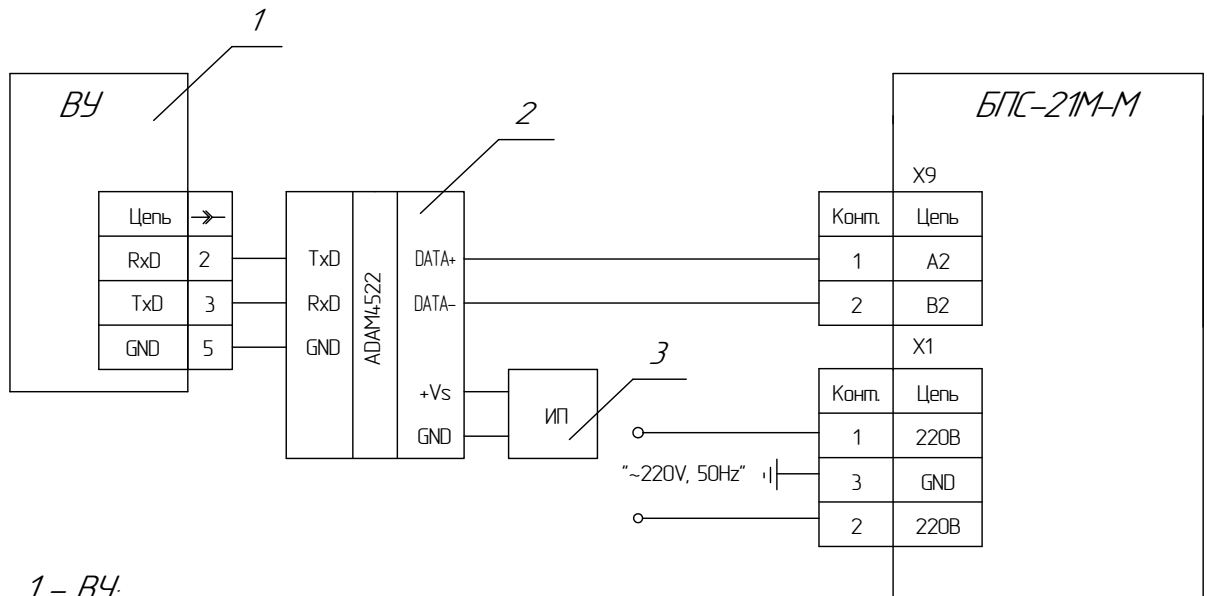 1
ВУ
2
БПС-21М-М
X9
Цепь
RxD 2
TxD 3
GND 5
TxD
RxD
GND
ADAM4522
DATA+
DATA-
+Vs
GND
ИП
3
Конт. Цепь
1 A2
2 B2
X1
Конт. Цепь
1 220В
3 GND
2 220В
"~220V, 50Hz"
1 - ВУ;